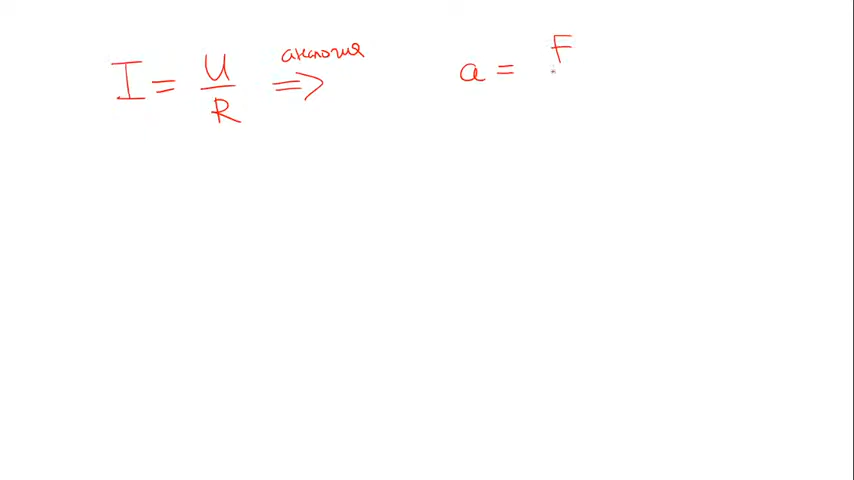 I = U/R ⇒ аналогия a = F